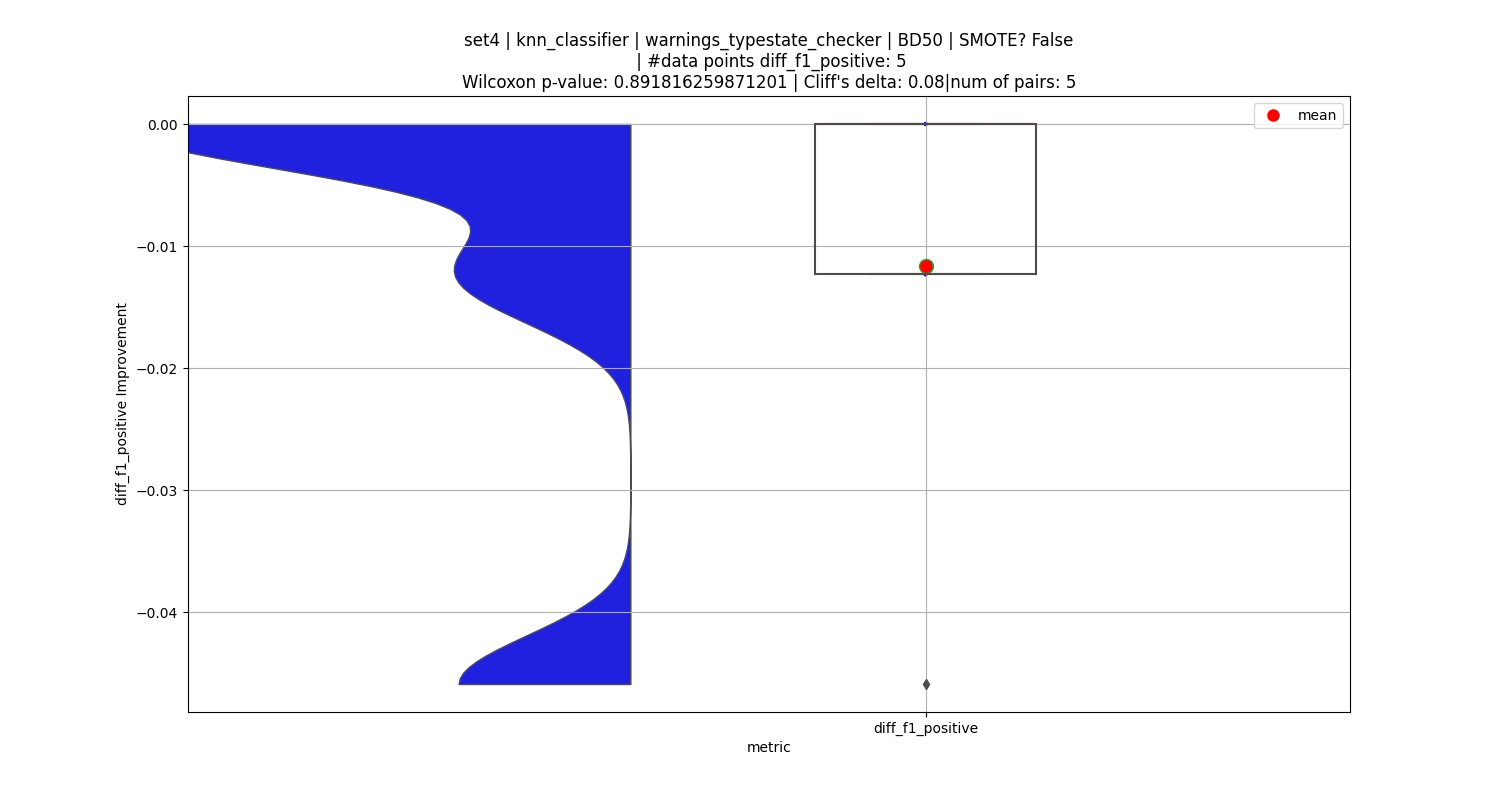 set4 | knn_classifier | warnings_typestate_checker | BD50 | SMOTE? False
| #data points diff_f1_positive: 5
Wilcoxon p-value: 0.891816259871201 | Cliff's delta: 0.08|num of pairs: 5
mean
0.00
−0.01
−0.02
−0.03
−0.04
diff_f1_positive Improvement
diff_f1_positive
metric